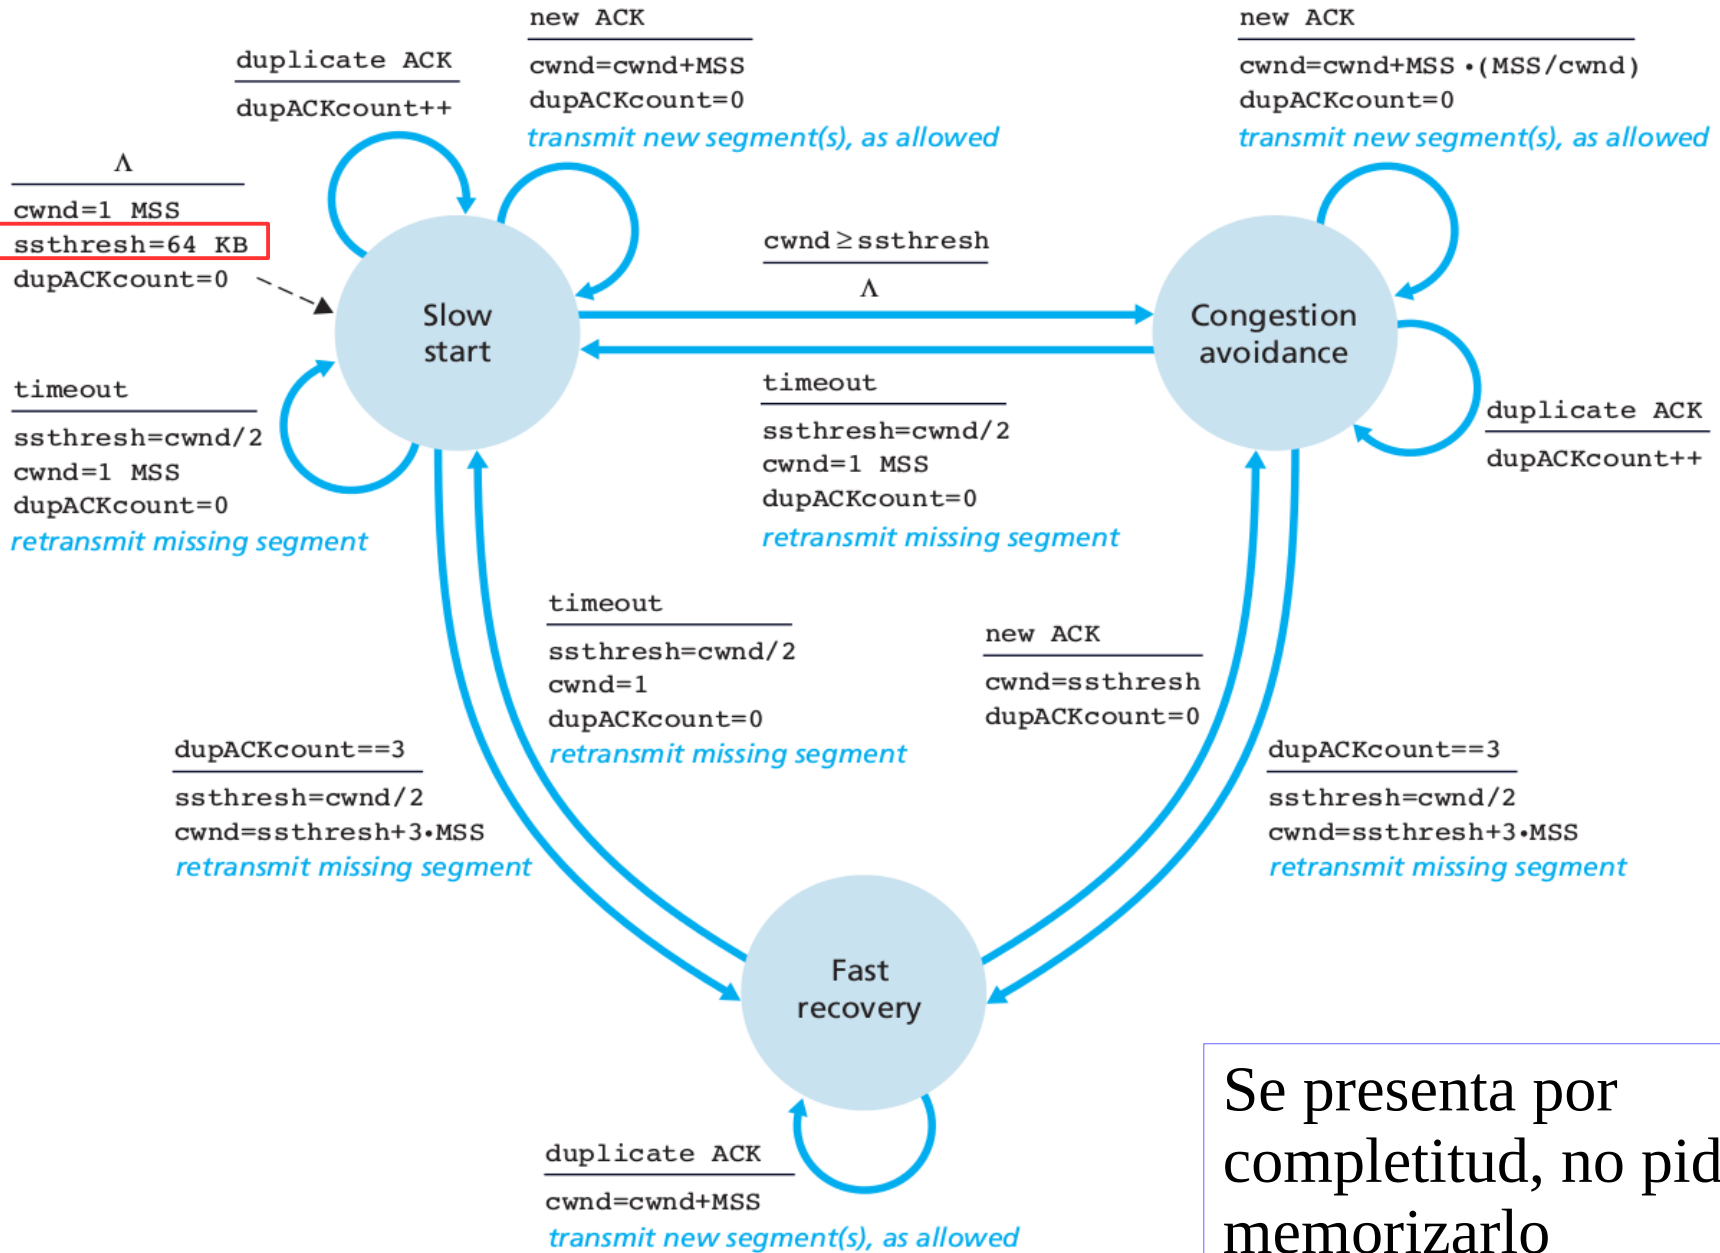 new ACK
cwnd=cwnd+MSS
dupACKcount=0
transmit new segment(s), as allowed
new ACK
cwnd=cwnd+MSS •(MSS/cwnd)
dupACKcount=0
transmit new segment(s), as allowed
duplicate ACK
dupACKcount++
Λ
cwnd=1 MSS
ssthresh=64 KB
dupACKcount=0
cwnd≥ssthresh
Λ
Slow
start
Congestion
avoidance
timeout
ssthresh=cwnd/2
cwnd=1 MSS
dupACKcount=0
retransmit missing segment
timeout
ssthresh=cwnd/2
cwnd=1 MSS
dupACKcount=0
retransmit missing segment
duplicate ACK
dupACKcount++
timeout
ssthresh=cwnd/2
cwnd=1
dupACKcount=0
retransmit missing segment
new ACK
cwnd=ssthresh
dupACKcount=0
dupACKcount==3
ssthresh=cwnd/2
cwnd=ssthresh+3•MSS
retransmit missing segment
dupACKcount==3
ssthresh=cwnd/2
cwnd=ssthresh+3•MSS
retransmit missing segment
Fast
recovery
duplicate ACK
cwnd=cwnd+MSS
transmit new segment(s), as allowed
Se presenta por
completitud, no pid
memorizarlo